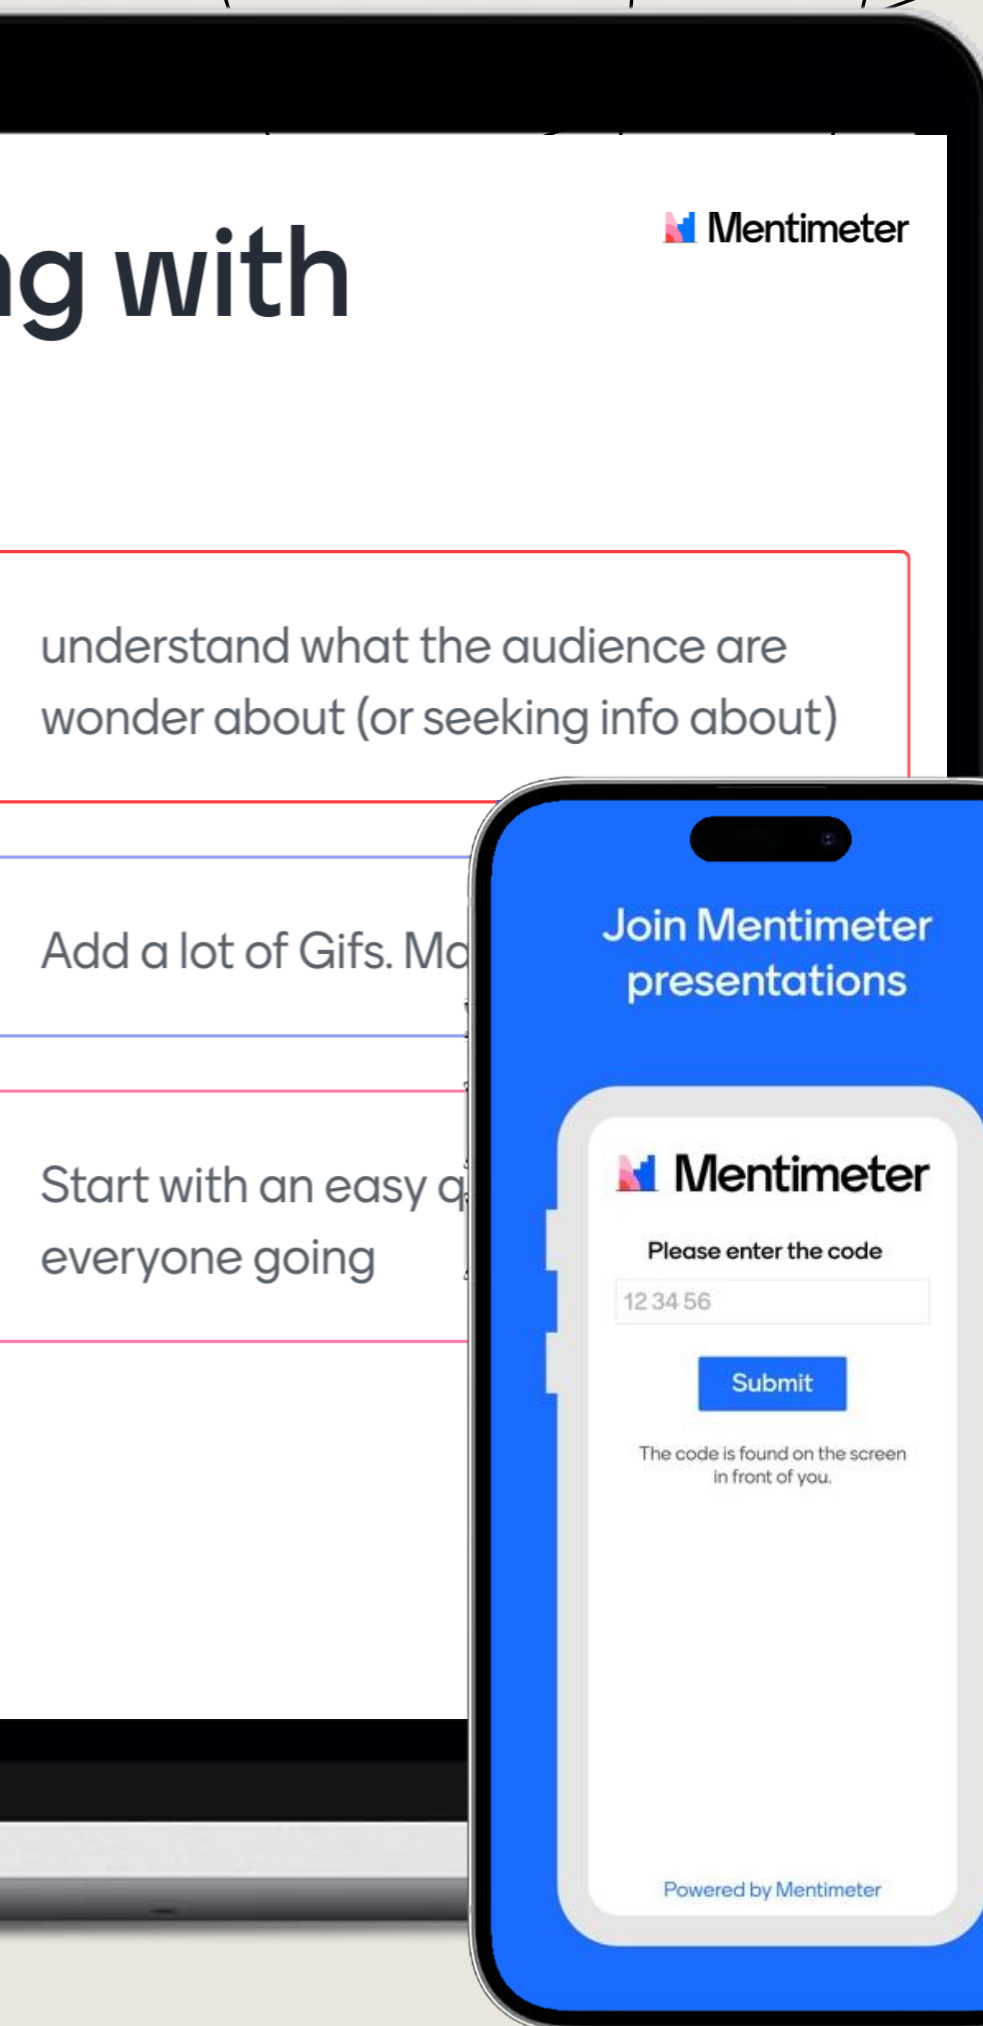 with
Mentimeter
understand what the audience are
wonder about (or seeking info about)
Add a lot of Gifs.
Start with an easy
everyone going
Join Mentimeter
presentations
Mentimeter
Please enter the code
12 34 56
Submit
The code is found on the screen
in front of you.
Powered by Mentimeter